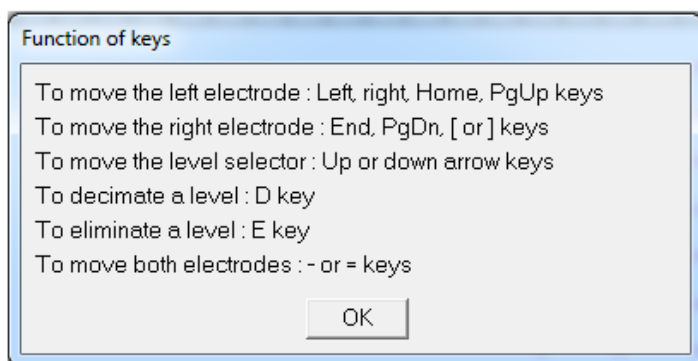 Function of keys
To move the left electrode : Left, right, Home, PgUp keys
To move the right electrode : End, PgDn, [ or ] keys
To move the level selector : Up or down arrow keys
To decimate a level : D key
To eliminate a level : E key
To move both electrodes : - or = keys
OK